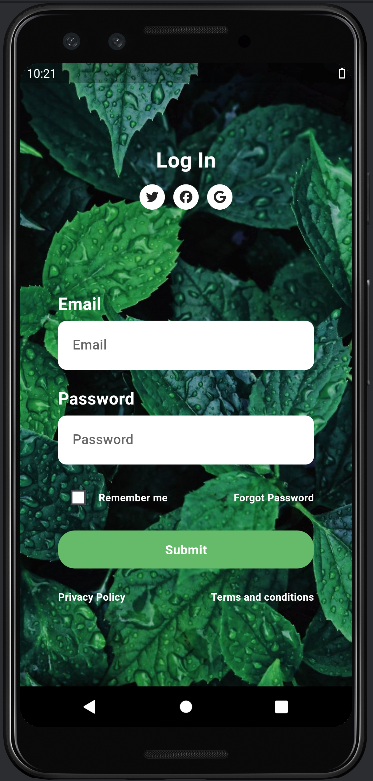 10:21
Log In
Email
Email
Password
Password
Remember me Forgot Password
Submit
Privacy Policy Terms and conditions